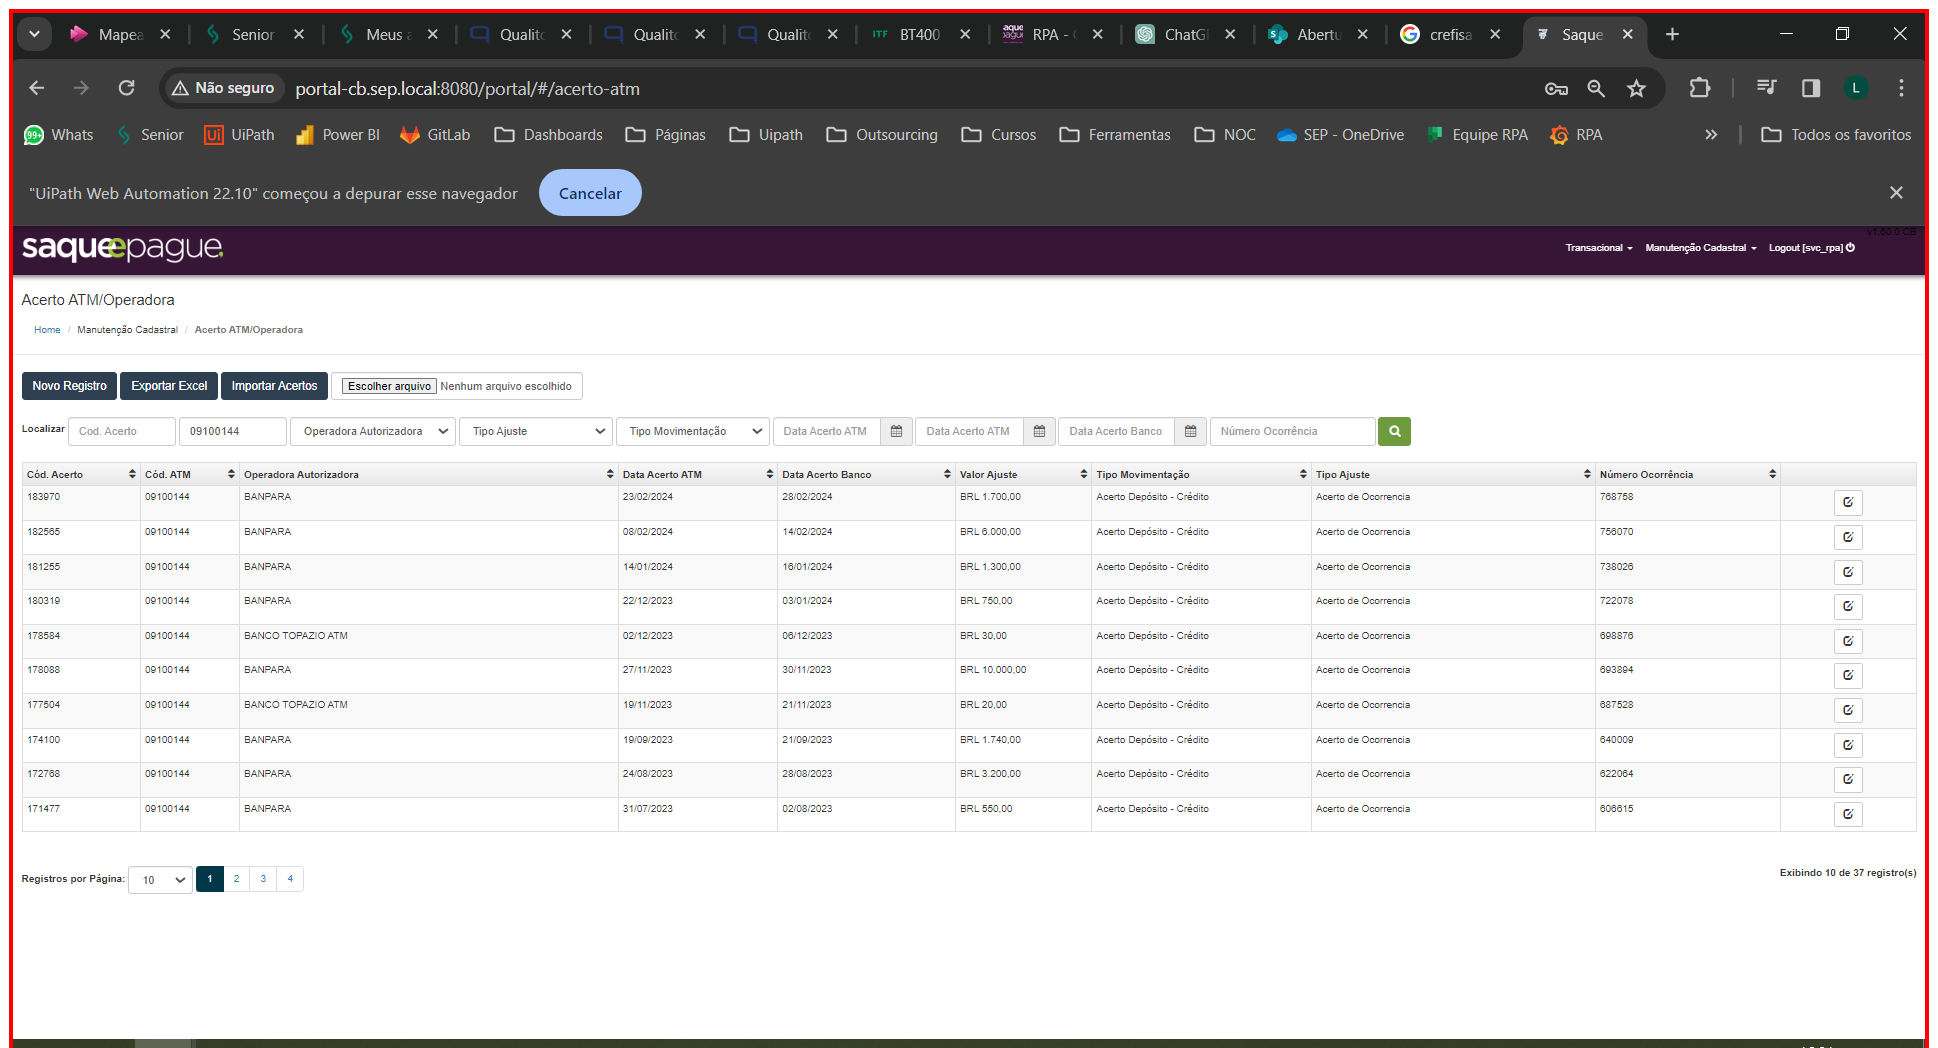 Mapea Senior Meus a Qualito Qualito Qualito ITF BT400 RPA - ChatG Abertu crefisa Saque
Não seguro portal-cb.sep.local:8080/portal/#/acerto-atm L
99+ Whats Senior Ui UiPath Power BI GitLab Dashboards Páginas Uipath Outsourcing Cursos Ferramentas NOC SEP - OneDrive Equipe RPA RPA » Todos os favoritos
"UiPath Web Automation 22.10" começou a depurar esse navegador Cancelar
v1.60.0 CB
saqueepague. Transacional Manutenção Cadastral Logout [svc_rpa]
Acerto ATM/Operadora
Home / Manutenção Cadastral / Acerto ATM/Operadora
Novo Registro Exportar Excel Importar Acertos Escolher arquivo Nenhum arquivo escolhido
Localizar Cod. Acerto 09100144 Operadora Autorizadora Tipo Ajuste Tipo Movimentação Data Acerto ATM Data Acerto ATM Data Acerto Banco Número Ocorrência
Cód. Acerto Cód. ATM Operadora Autorizadora Data Acerto ATM Data Acerto Banco Valor Ajuste Tipo Movimentação Tipo Ajuste Número Ocorrência
183970 09100144 BANPARA 23/02/2024 28/02/2024 BRL 1.700,00 Acerto Depósito - Crédito Acerto de Ocorrencia 768758
182565 09100144 BANPARA 08/02/2024 14/02/2024 BRL 6.000,00 Acerto Depósito - Crédito Acerto de Ocorrencia 756070
181255 09100144 BANPARA 14/01/2024 16/01/2024 BRL 1.300,00 Acerto Depósito - Crédito Acerto de Ocorrencia 738026
180319 09100144 BANPARA 22/12/2023 03/01/2024 BRL 750,00 Acerto Depósito - Crédito Acerto de Ocorrencia 722078
178584 09100144 BANCO TOPAZIO ATM 02/12/2023 06/12/2023 BRL 30,00 Acerto Depósito - Crédito Acerto de Ocorrencia 698876
178088 09100144 BANPARA 27/11/2023 30/11/2023 BRL 10.000,00 Acerto Depósito - Crédito Acerto de Ocorrencia 693894
177504 09100144 BANCO TOPAZIO ATM 19/11/2023 21/11/2023 BRL 20,00 Acerto Depósito - Crédito Acerto de Ocorrencia 687528
174100 09100144 BANPARA 19/09/2023 21/09/2023 BRL 1.740,00 Acerto Depósito - Crédito Acerto de Ocorrencia 640009
172768 09100144 BANPARA 24/08/2023 28/08/2023 BRL 3.200,00 Acerto Depósito - Crédito Acerto de Ocorrencia 622064
171477 09100144 BANPARA 31/07/2023 02/08/2023 BRL 550,00 Acerto Depósito - Crédito Acerto de Ocorrencia 606615
Registros por Página: 10 1 2 3 4 Exibindo 10 de 37 registro(s)